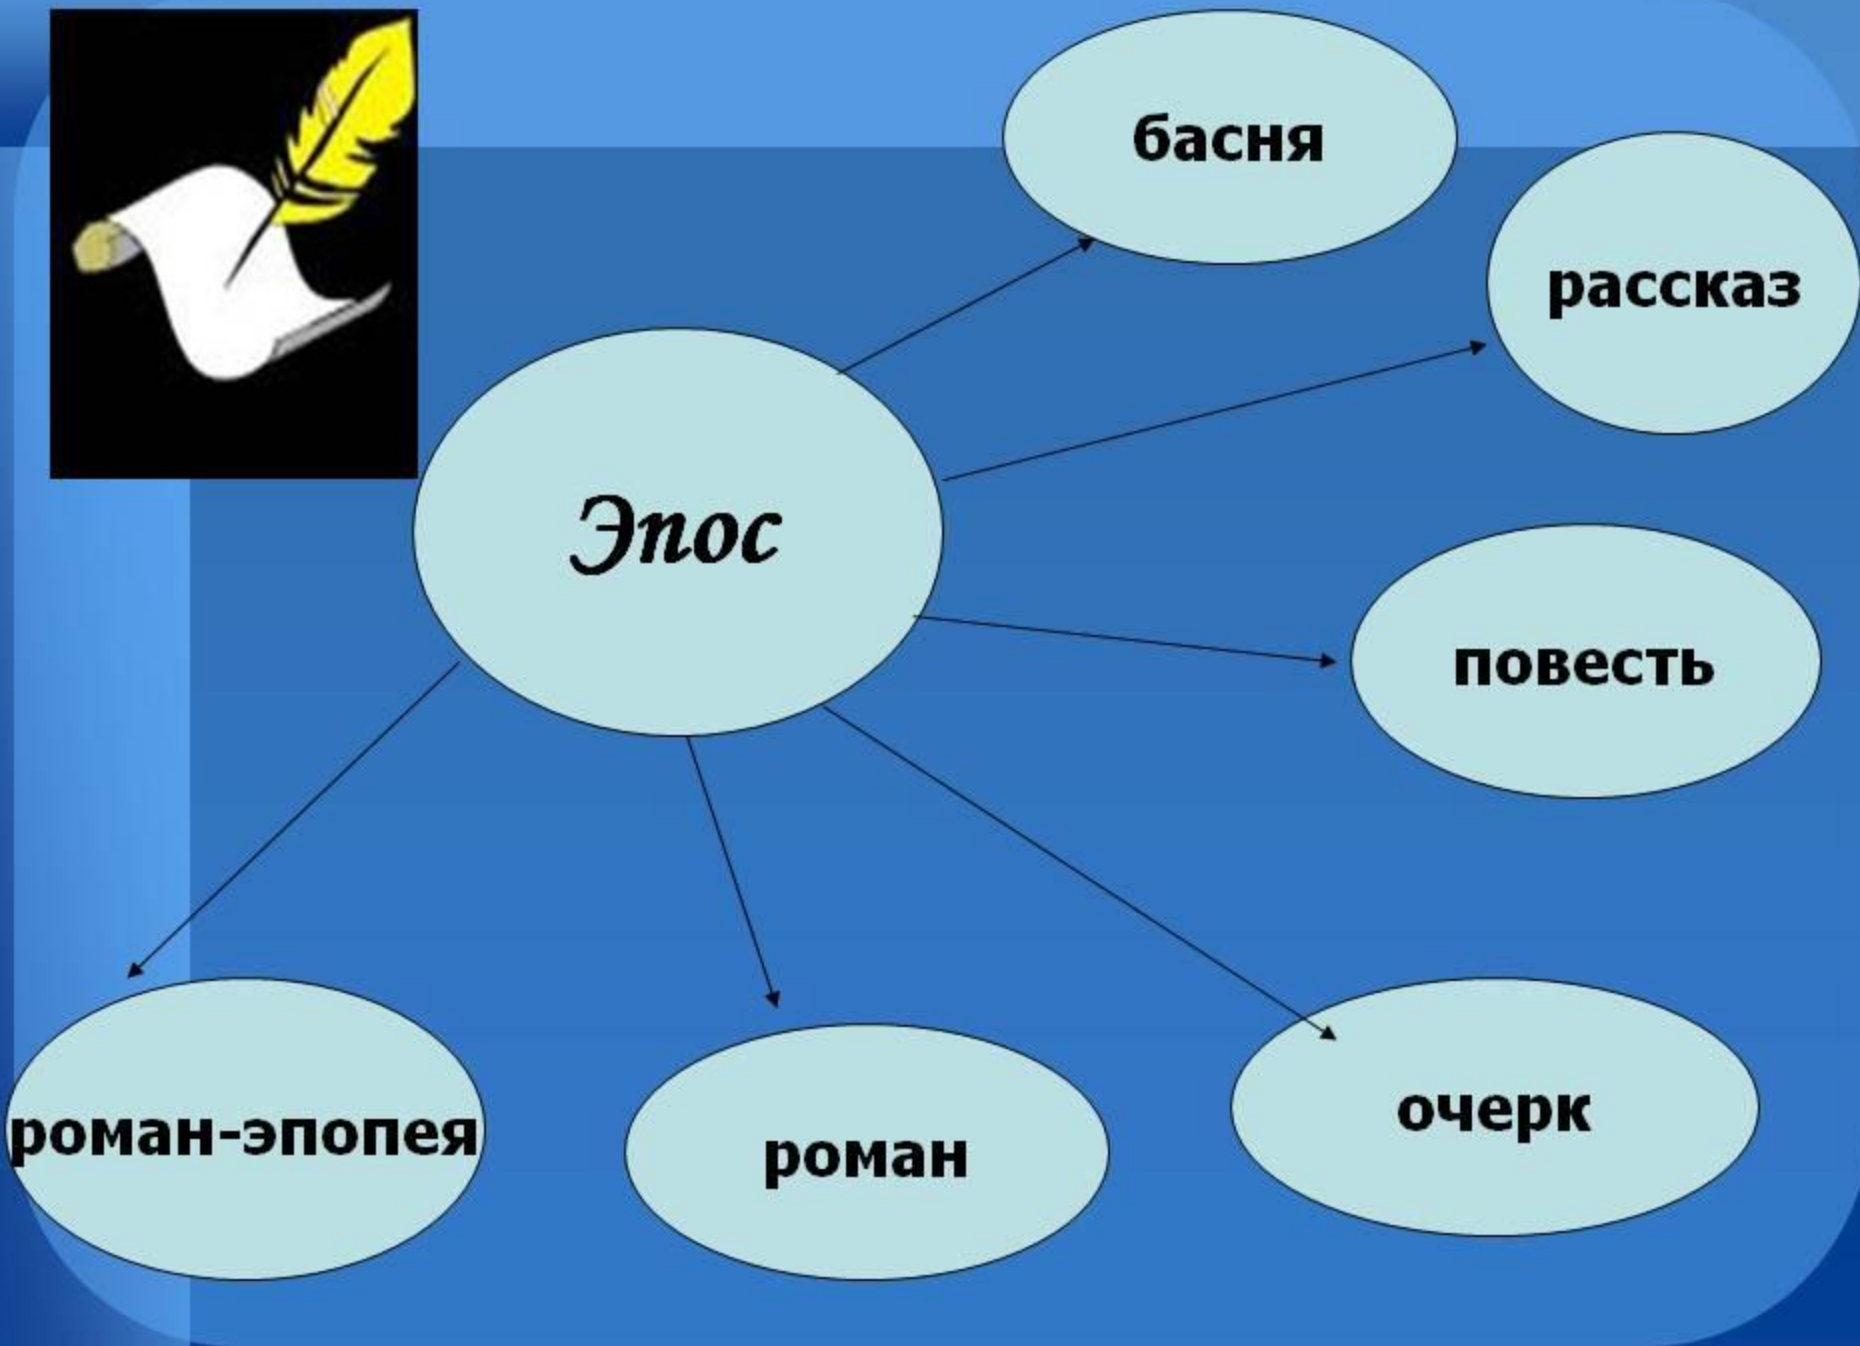 басня
рассказ
Эпос
повесть
роман-эпопея
роман
очерк